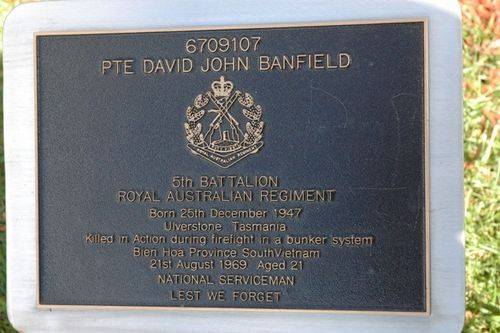 6709107
PTE DAVID JOHN BANFIELD
5th BATTALION
ROYAL AUSTRALIAN REGIMENT
Born 25th December 1947
Ulverstone Tasmania
Killed in Action during firefight in a bunker system
Bien Hoa Province SouthVietnam
21st August 1969 Aged 21
NATIONAL SERVICEMAN
LEST WE FORGET